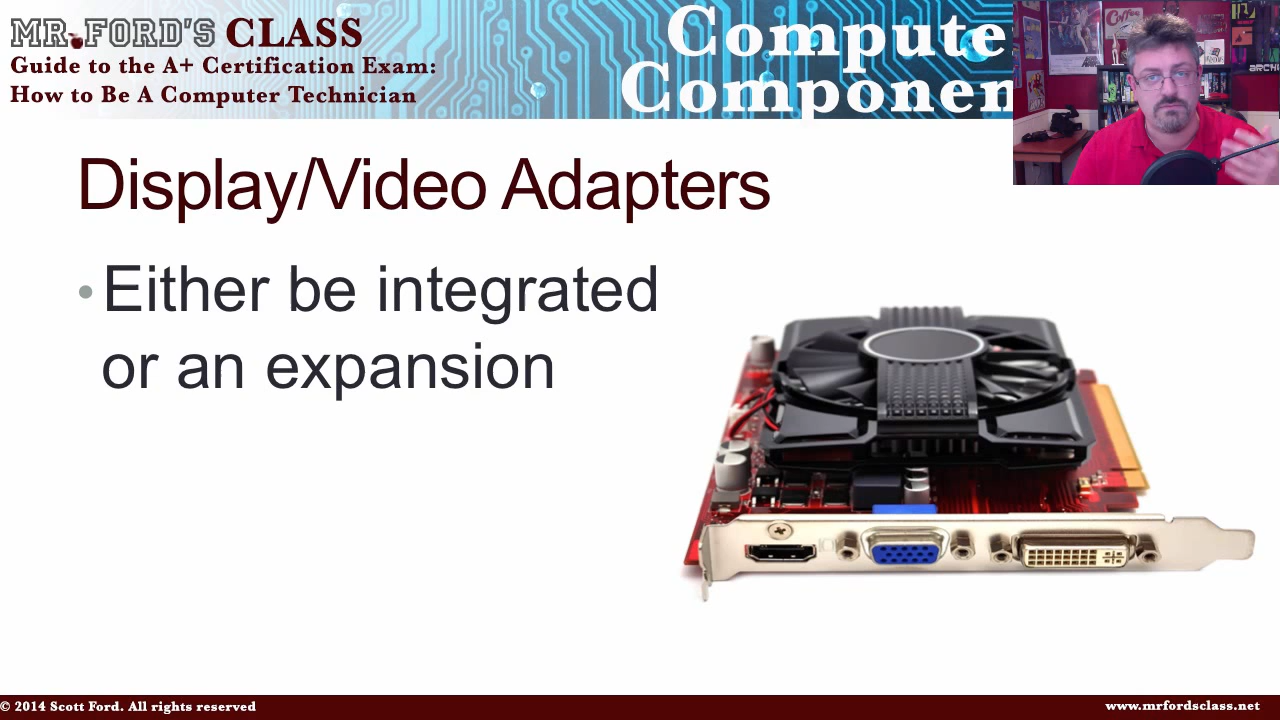 MR. FORD'S CLASS
Guide to the A+ Certification Exam:
How to Be A Computer Technician
Compute
Componen
Display/Video Adapters
• Either be integrated
or an expansion
© 2014 Scott Ford. All rights reserved
www.mrfordsclass.net